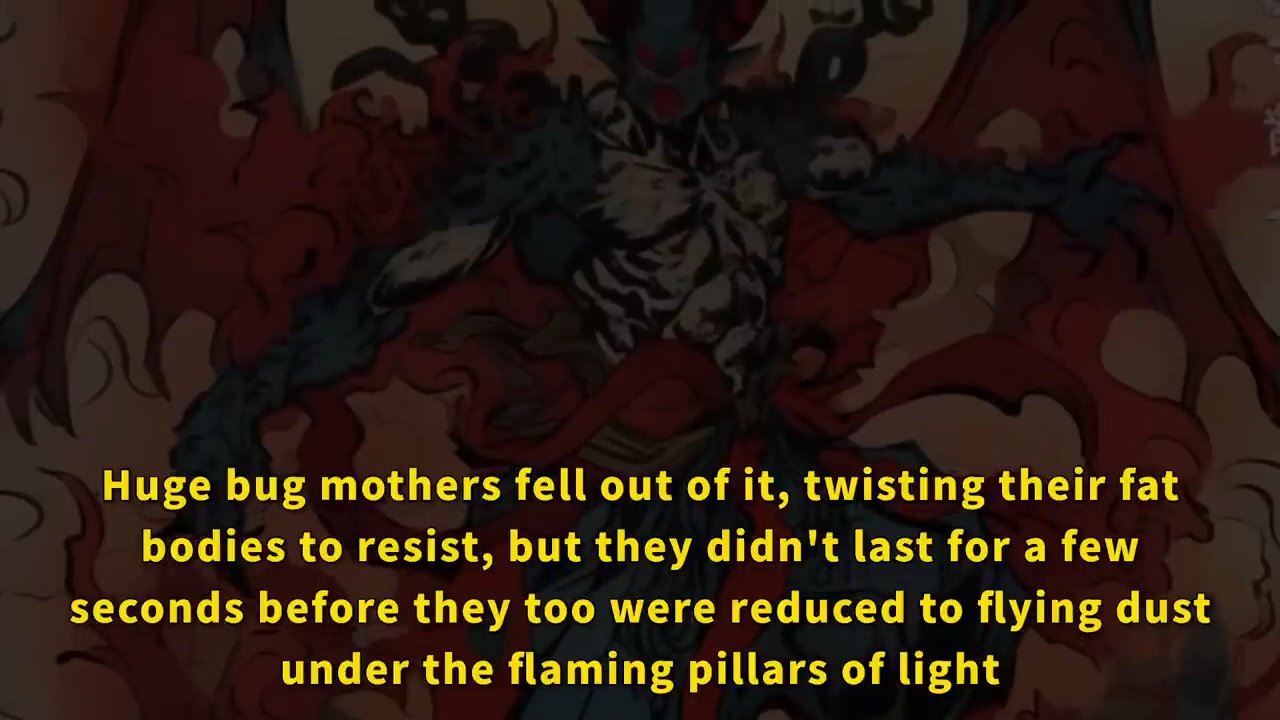 Huge bug mothers fell out of it, twisting their fat
bodies to resist, but they didn't last for a few
seconds before they too were reduced to flying dust
under the flaming pillars of light